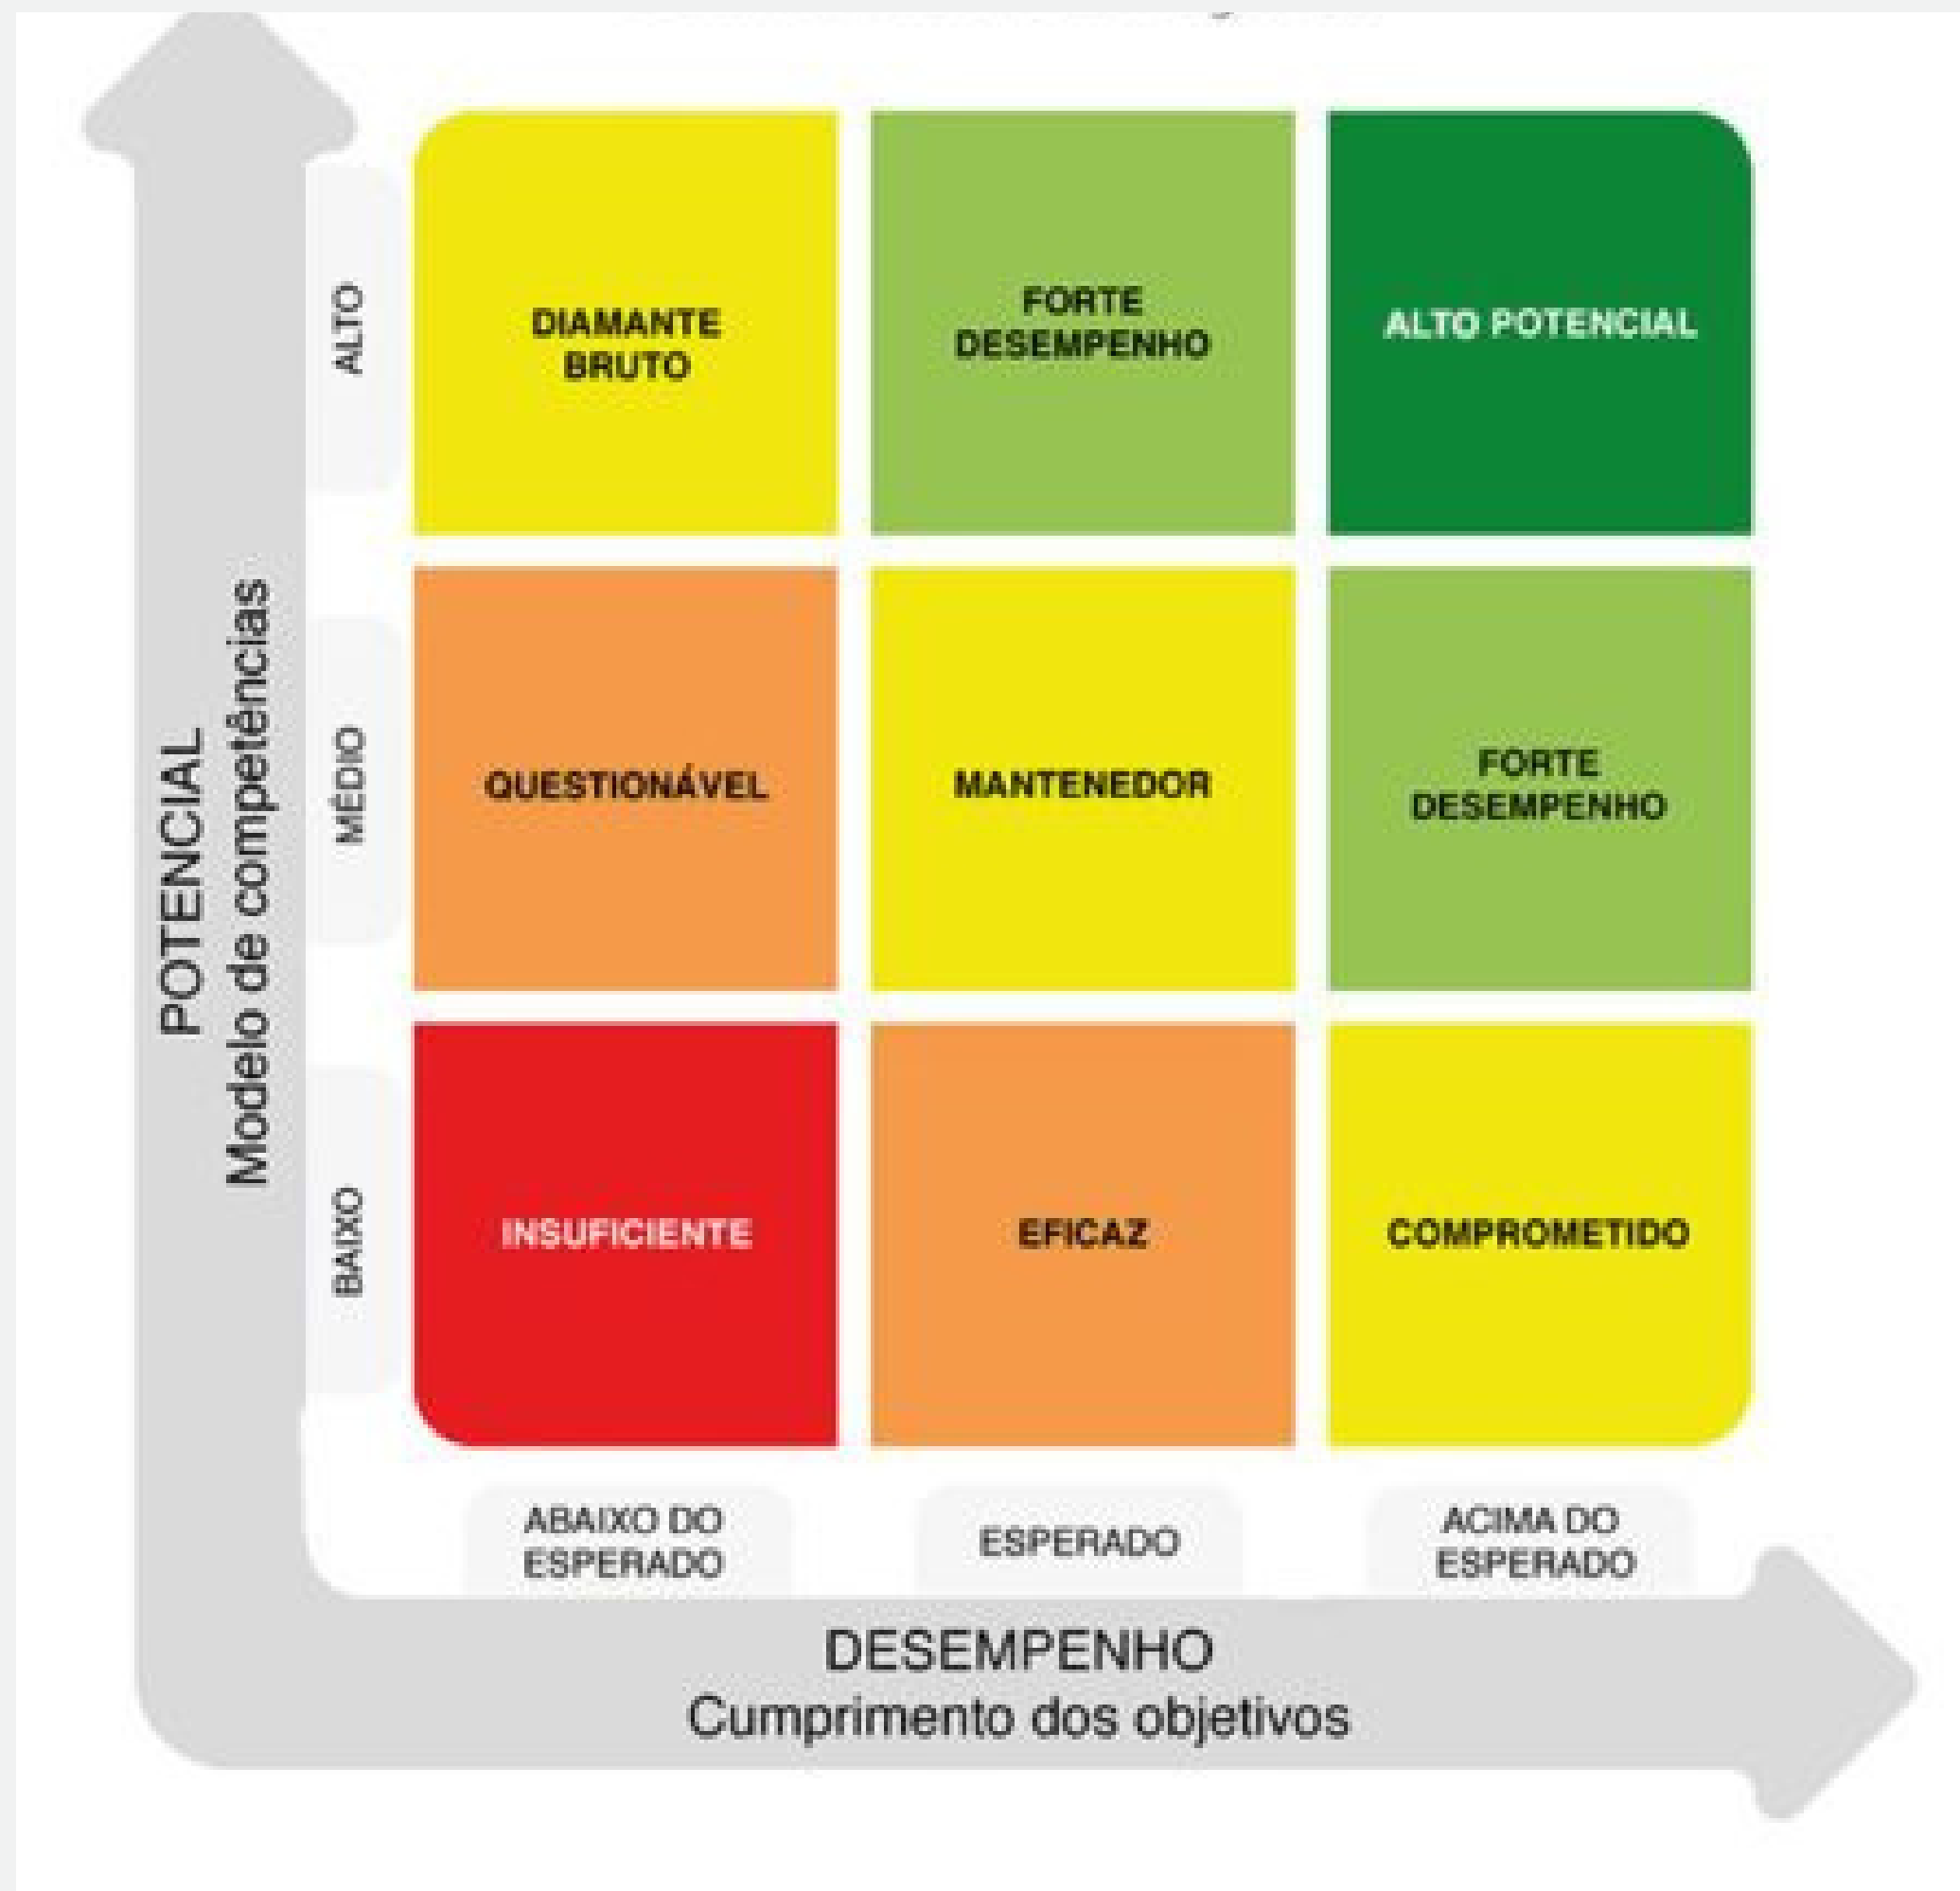 ALTO
DIAMANTE
BRUTO
FORTE
DESEMPENHO
ALTO POTENCIAL
POTENCIAL
Modelo de competências
MÉDIO
QUESTIONÁVEL
MANTENEDOR
FORTE
DESEMPENHO
BAIXO
INSUFICIENTE
EFICAZ
COMPROMETIDO
ABAIXO DO
ESPERADO
ESPERADO
ACIMA DO
ESPERADO
DESEMPENHO
Cumprimento dos objetivos